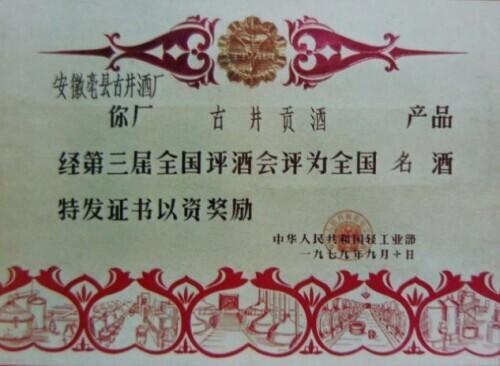 安徽亳县古井酒厂
你厂 古井贡酒 产品
经第三届全国评酒会评为全国名酒
特发证书以资奖励
中华人民共和国轻工业部
一九七九年九月十日